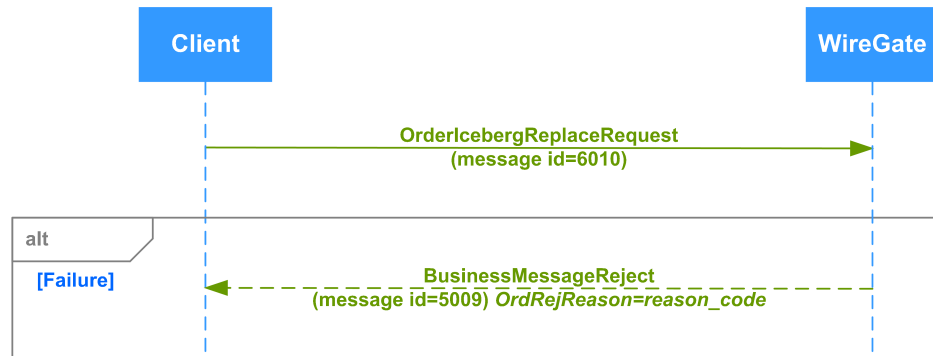 Client
WireGate
OrderIcebergReplaceRequest
(message id=6010)
alt
[Failure]
BusinessMessageReject
(message id=5009) OrdRejReason=reason_code